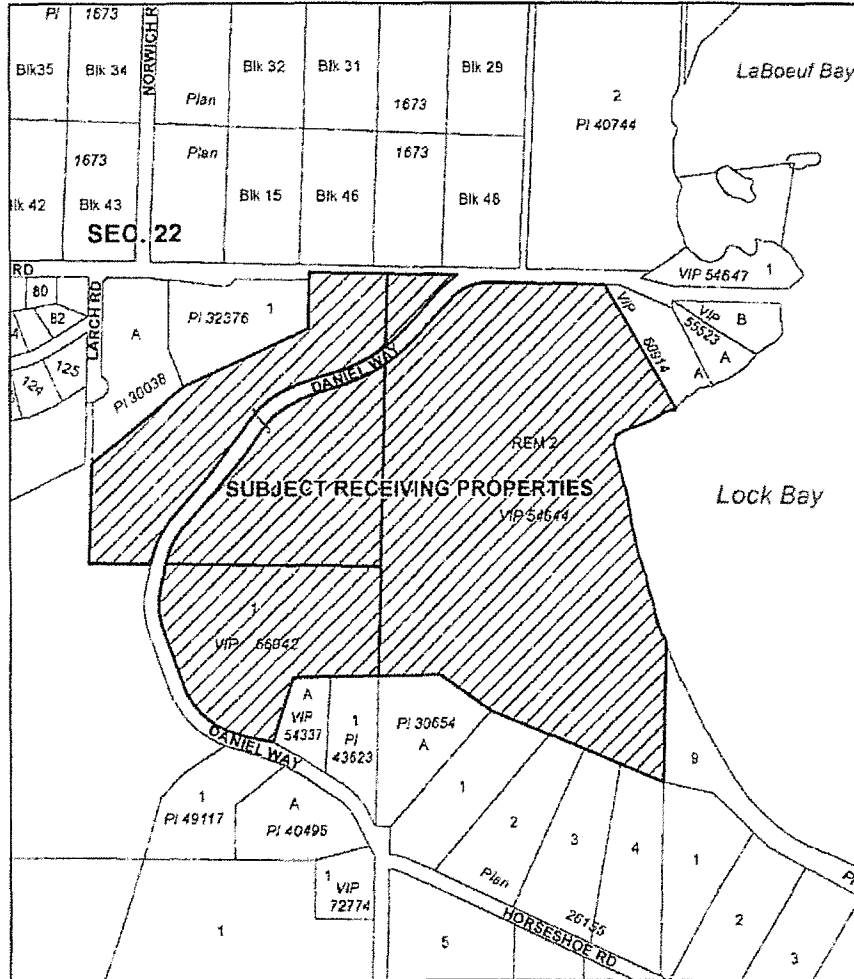 Pl 1673
Blk35
Blk 34
NORWICH R
Plan
Blk 32
Blk 31
1673
Blk 29
2
Pl 40744
LaBoeuf Bay
1673
Plan
1673
lk 42
Blk 43
Blk 15
Blk 46
Blk 48
SEC. 22
RD
VIP 54647
1
80
82
4
LARCH RD
A
Pl 32376
1
VIP
60914
VIP
55523
B
A
A
124
125
Pl 30038
DANIEL WAY
REM 2
SUBJECT RECEIVING PROPERTIES
VIP 54644
Lock Bay
1
VIP 66942
A
VIP
54337
1
Pl
43623
Pl 30654
A
DANIEL WAY
9
1
Pl 49117
A
Pl 40495
1
2
3
4
1
Plan
26155
1
VIP
72774
HORSESHOE RD
1
5
2
3